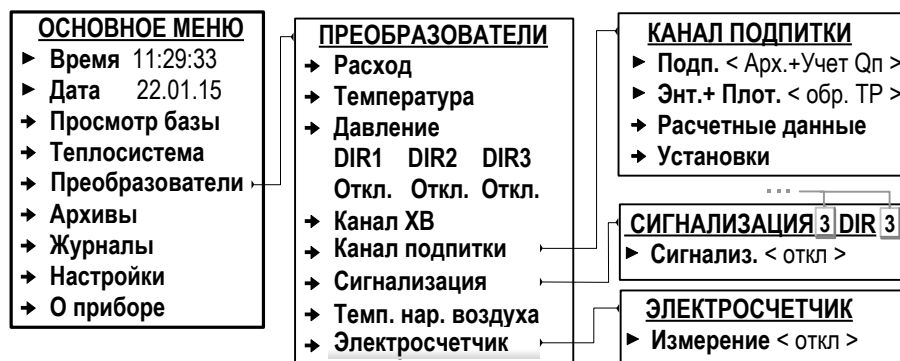 ОСНОВНОЕ МЕНЮ
Время 11:29:33
Дата 22.01.15
Просмотр базы
Теплосистема
Преобразователи
Архивы
Журналы
Настройки
О приборе
ПРЕОБРАЗОВАТЕЛИ
Расход
Температура
Давление
DIR1 DIR2 DIR3
Откл. Откл. Откл.
Канал ХВ
Канал подпитки
Сигнализация
Темп. нар. воздуха
Электросчетчик
КАНАЛ ПОДПИТКИ
Подп. < Арх.+Учет Qп >
Энт.+ Плот. < обр. ТР >
Расчетные данные
Установки
...
СИГНАЛИЗАЦИЯ 3 DIR 3
Сигнализ. < откл >
ЭЛЕКТРОСЧЕТЧИК
Измерение < откл >